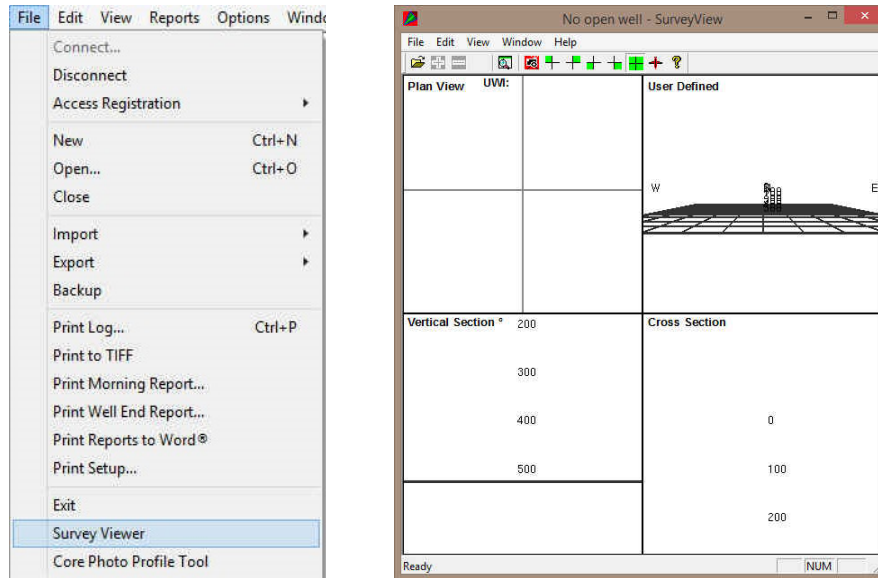 File Edit View Reports Options
Connect...
Disconnect
Access Registration
New Ctrl+N
Open... Ctrl+O
Close
Import
Export
Backup
Print Log... Ctrl+P
Print to TIFF
Print Morning Report...
Print Well End Report...
Print Reports to Word®
Print Setup...
Exit
Survey Viewer
Core Photo Profile Tool
No open well - SurveyView
File Edit View Window Help
Plan View UWI:
User Defined
W E
Vertical Section °
200
300
400
500
Cross Section
0
100
200
Ready NUM